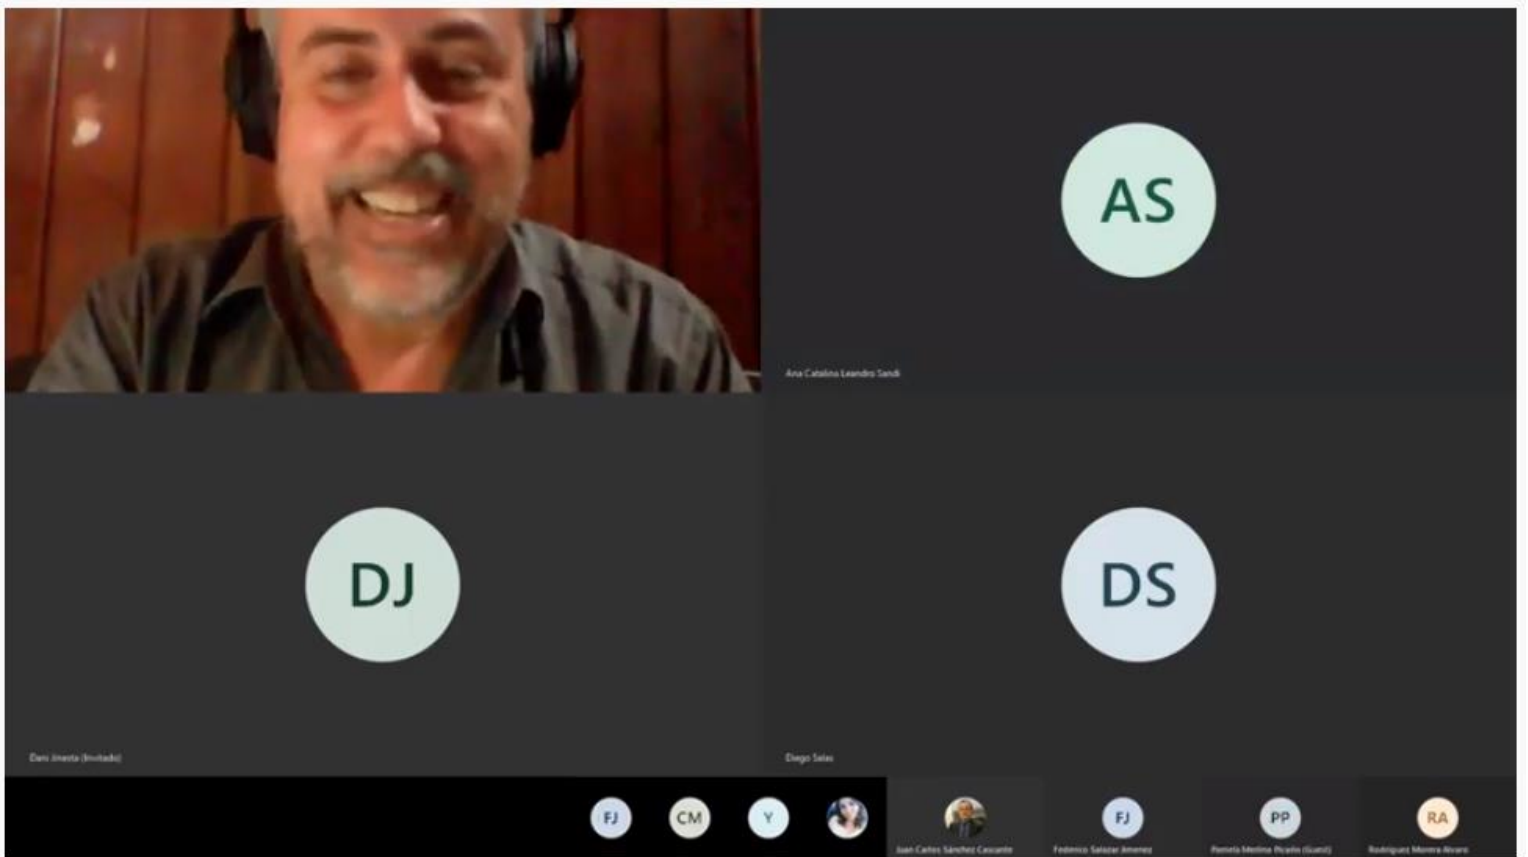 AS
Ana Catalina Leandro Sandi
DJ
DS
Dani Jinesta (Invitado)
Diego Salas
FJ
CM
Y
FJ
PP
RA
Juan Carlos Sánchez Cascante
Federico Salazar Jimenez
Pamela Medina Picado (Guest)
Rodriguez Morera Alvaro